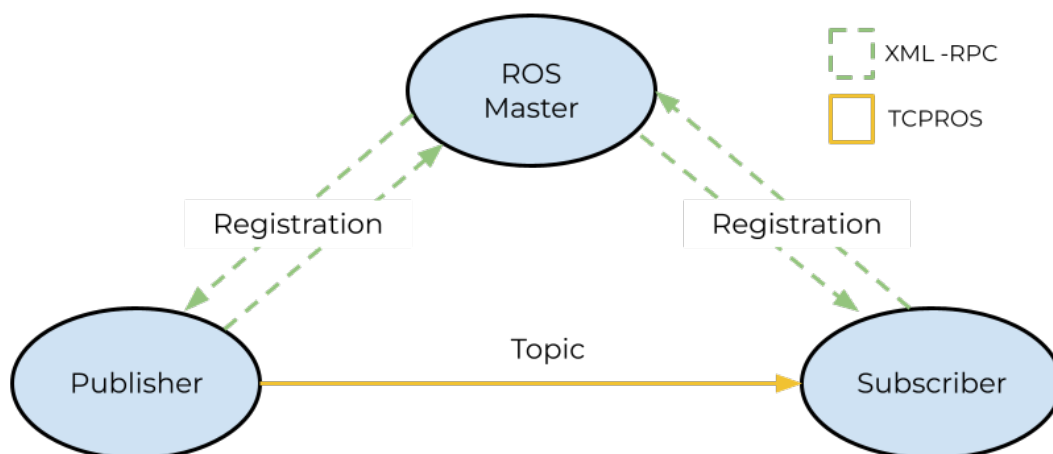 ROS
Master
XML -RPC
TCPROS
Registration
Registration
Topic
Publisher
Subscriber